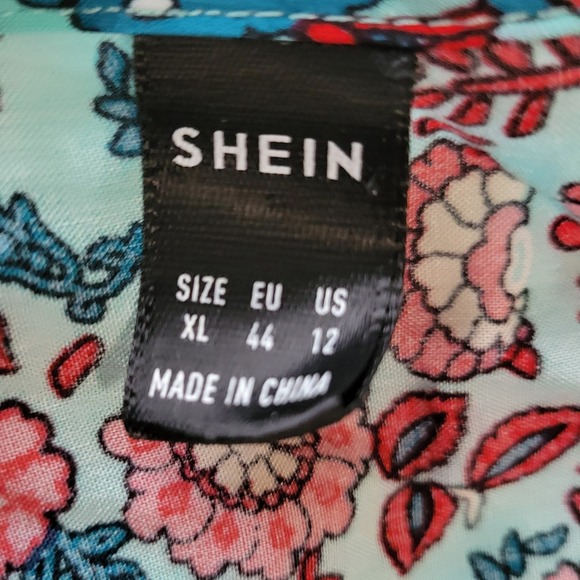 SHEIN
SIZE EU US
XL 44 12
MADE IN CHINA